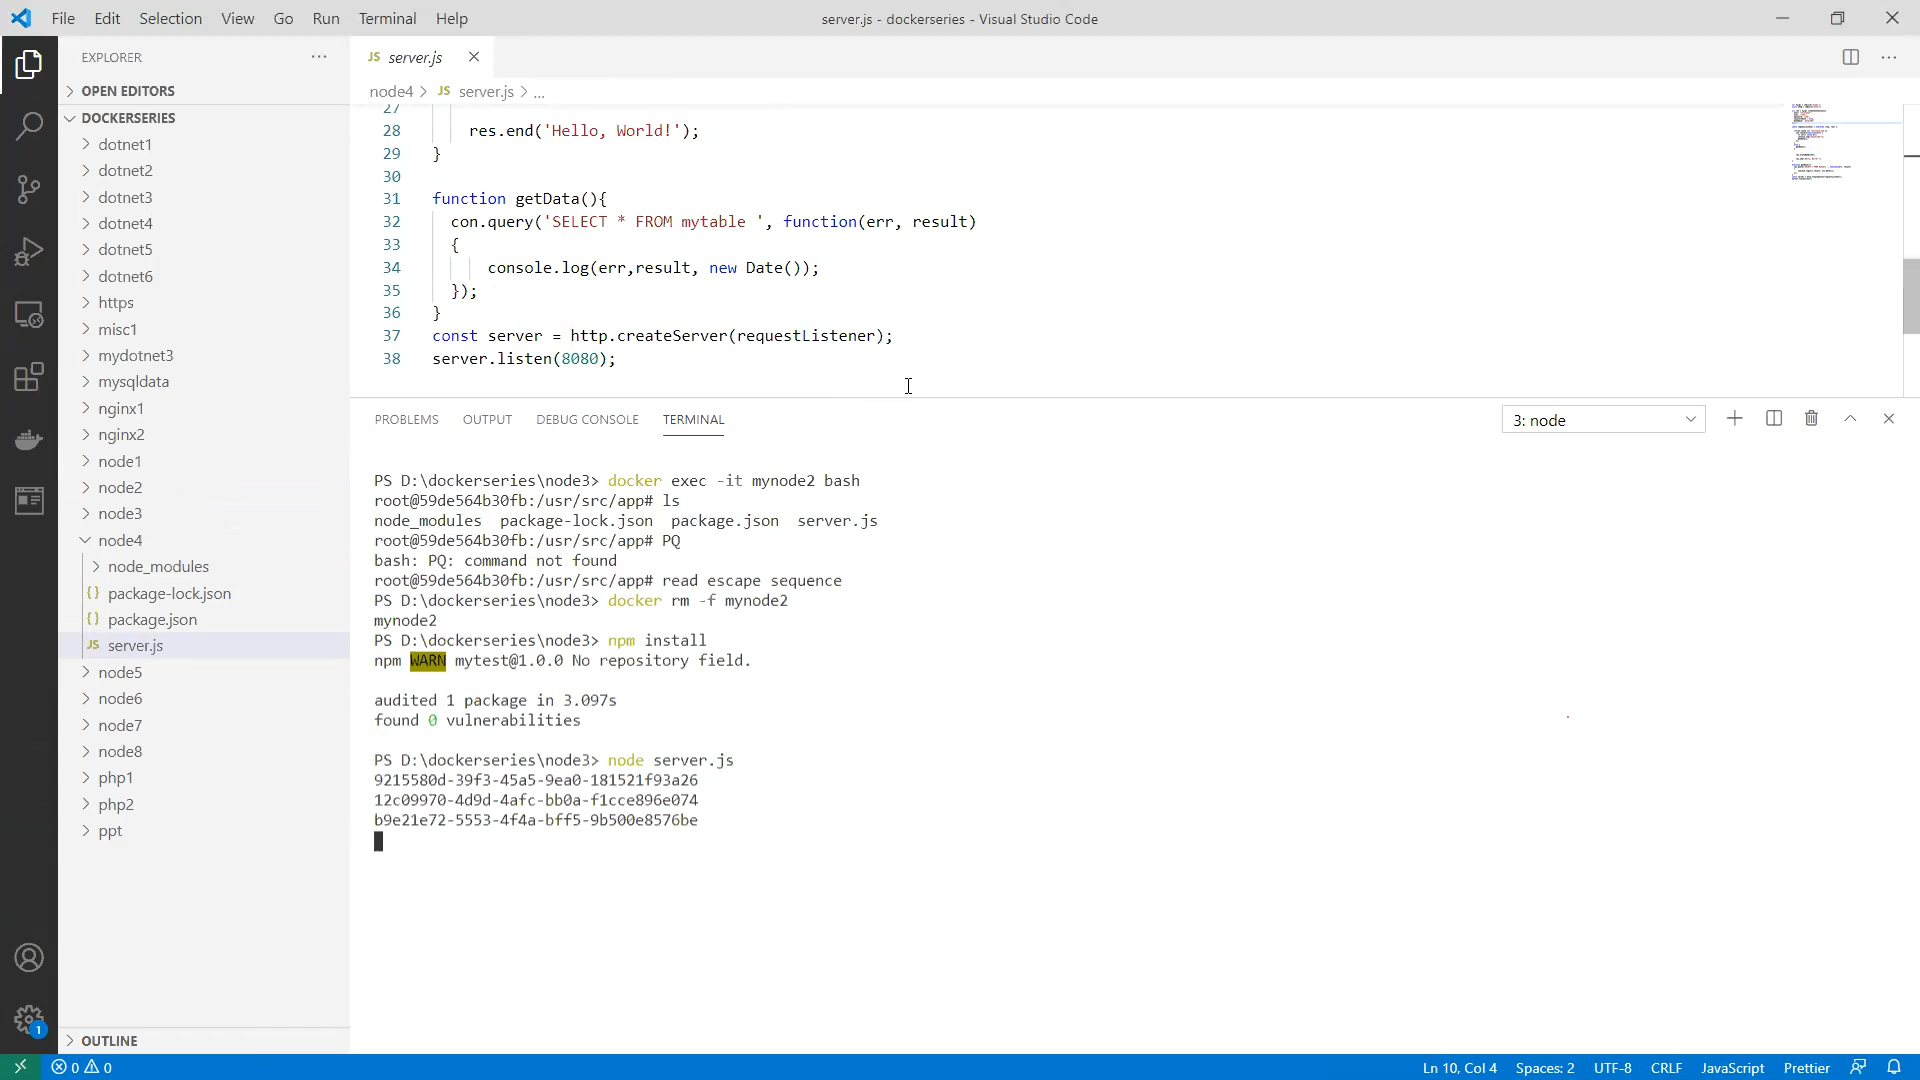 File Edit Selection View Go Run Terminal Help
server.js - dockerseries - Visual Studio Code
EXPLORER
OPEN EDITORS
DOCKERSERIES
dotnet1
dotnet2
dotnet3
dotnet4
dotnet5
dotnet6
https
misc1
mydotnet3
mysqldata
nginx1
nginx2
node1
node2
node3
node4
node_modules
{} package-lock.json
{} package.json
JS server.js
node5
node6
node7
node8
php1
php2
ppt
OUTLINE
JS server.js
node4 > JS server.js > ...
27
28 res.end('Hello, World!');
29 }
30
31 function getData(){
32 con.query('SELECT * FROM mytable ', function(err, result)
33 {
34 console.log(err,result, new Date());
35 });
36 }
37 const server = http.createServer(requestListener);
38 server.listen(8080);
PROBLEMS OUTPUT DEBUG CONSOLE TERMINAL
3: node
PS D:\dockerseries\node3> docker exec -it mynode2 bash
root@59de564b30fb:/usr/src/app# ls
node_modules package-lock.json package.json server.js
root@59de564b30fb:/usr/src/app# PQ
bash: PQ: command not found
root@59de564b30fb:/usr/src/app# read escape sequence
PS D:\dockerseries\node3> docker rm -f mynode2
mynode2
PS D:\dockerseries\node3> npm install
npm WARN mytest@1.0.0 No repository field.
audited 1 package in 3.097s
found 0 vulnerabilities
PS D:\dockerseries\node3> node server.js
9215580d-39f3-45a5-9ea0-181521f93a26
12c09970-4d9d-4afc-bb0a-f1cce896e074
b9e21e72-5553-4f4a-bff5-9b500e8576be
1
0 0
Ln 10, Col 4 Spaces: 2 UTF-8 CRLF JavaScript Prettier